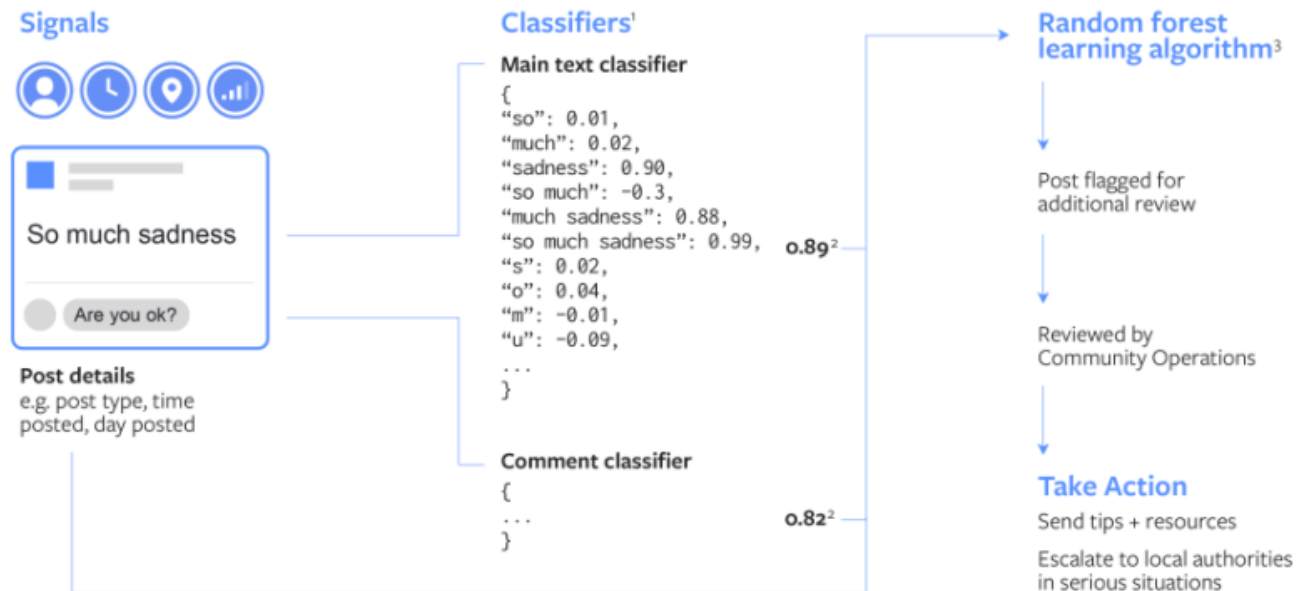 Signals
So much sadness
Are you ok?
Post details
e.g. post type, time
posted, day posted
Classifiers¹
Main text classifier
{
“so”: 0.01,
“much”: 0.02,
“sadness”: 0.90,
“so much”: -0.3,
“much sadness”: 0.88,
“so much sadness”: 0.99,
“s”: 0.02,
“o”: 0.04,
“m”: -0.01,
“u”: -0.09,
...
}
0.89²
Comment classifier
{
...
}
0.82²
Random forest
learning algorithm³
Post flagged for
additional review
Reviewed by
Community Operations
Take Action
Send tips + resources
Escalate to local authorities
in serious situations